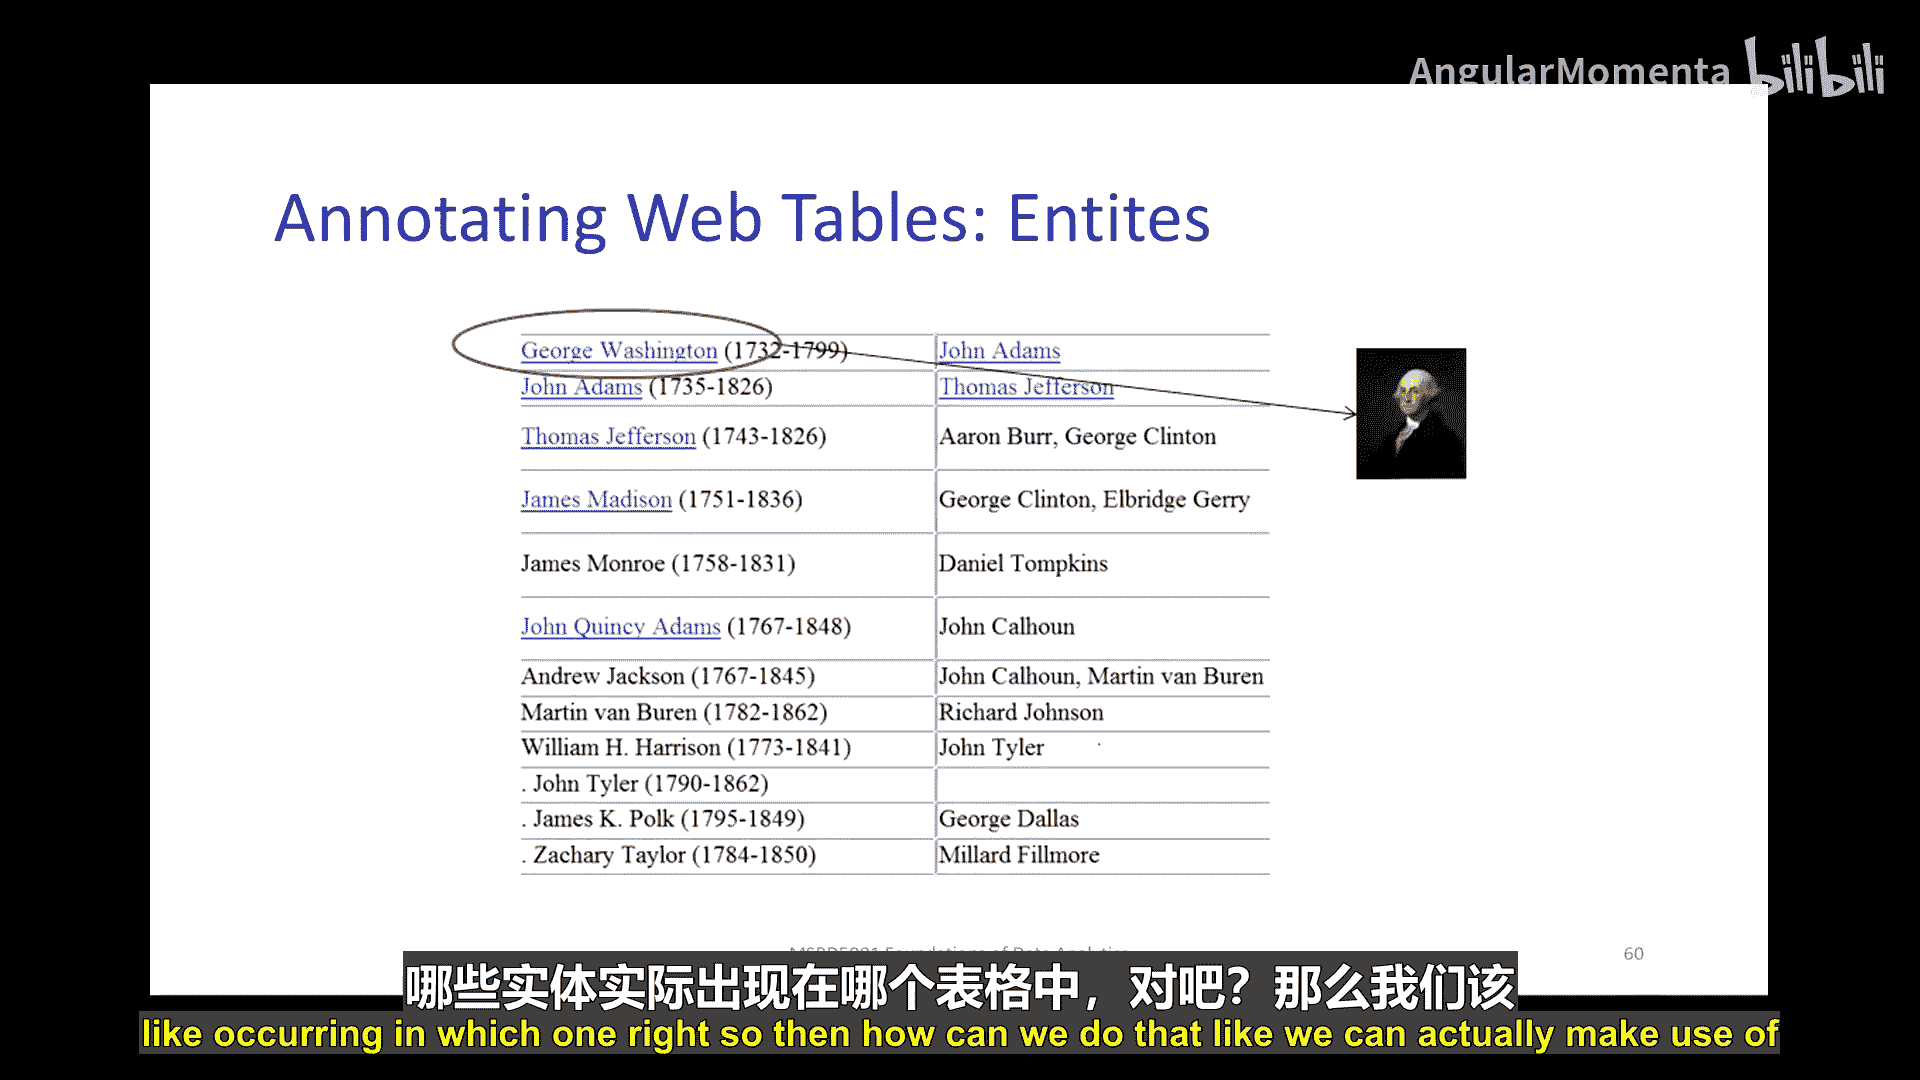 AngularMomenta bilibili
Annotating Web Tables: Entites
George Washington (1732-1799) John Adams
John Adams (1735-1826) Thomas Jefferson
Thomas Jefferson (1743-1826) Aaron Burr, George Clinton
James Madison (1751-1836) George Clinton, Elbridge Gerry
James Monroe (1758-1831) Daniel Tompkins
John Quincy Adams (1767-1848) John Calhoun
Andrew Jackson (1767-1845) John Calhoun, Martin van Buren
Martin van Buren (1782-1862) Richard Johnson
William H. Harrison (1773-1841) John Tyler
. John Tyler (1790-1862)
. James K. Polk (1795-1849) George Dallas
. Zachary Taylor (1784-1850) Millard Fillmore
60
哪些实体实际出现在哪个表格中，对吧？那么我们该
like occurring in which one right so then how can we do that like we can actually make use of